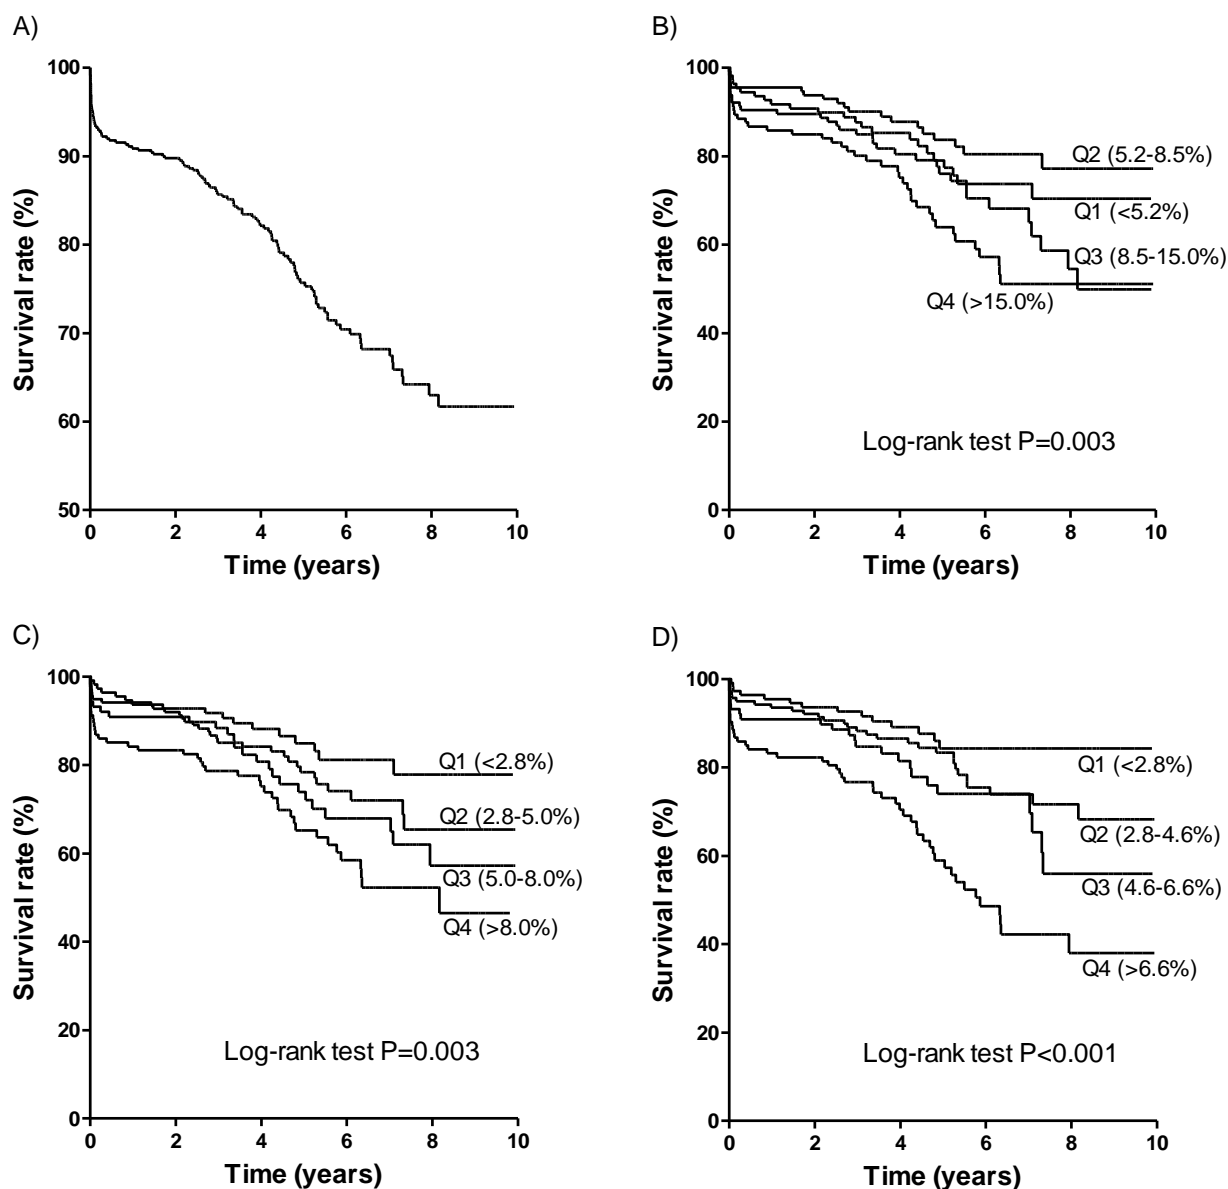 A)
Survival rate (%)
100
90
80
70
60
50
0 2 4 6 8 10
Time (years)
B)
Survival rate (%)
100
80
60
40
20
0
Q2 (5.2-8.5%)
Q1 (<5.2%)
Q3 (8.5-15.0%)
Q4 (>15.0%)
Log-rank test P=0.003
0 2 4 6 8 10
Time (years)
C)
Survival rate (%)
100
80
60
40
20
0
Q1 (<2.8%)
Q2 (2.8-5.0%)
Q3 (5.0-8.0%)
Q4 (>8.0%)
Log-rank test P=0.003
0 2 4 6 8 10
Time (years)
D)
Survival rate (%)
100
80
60
40
20
0
Q1 (<2.8%)
Q2 (2.8-4.6%)
Q3 (4.6-6.6%)
Q4 (>6.6%)
Log-rank test P<0.001
0 2 4 6 8 10
Time (years)